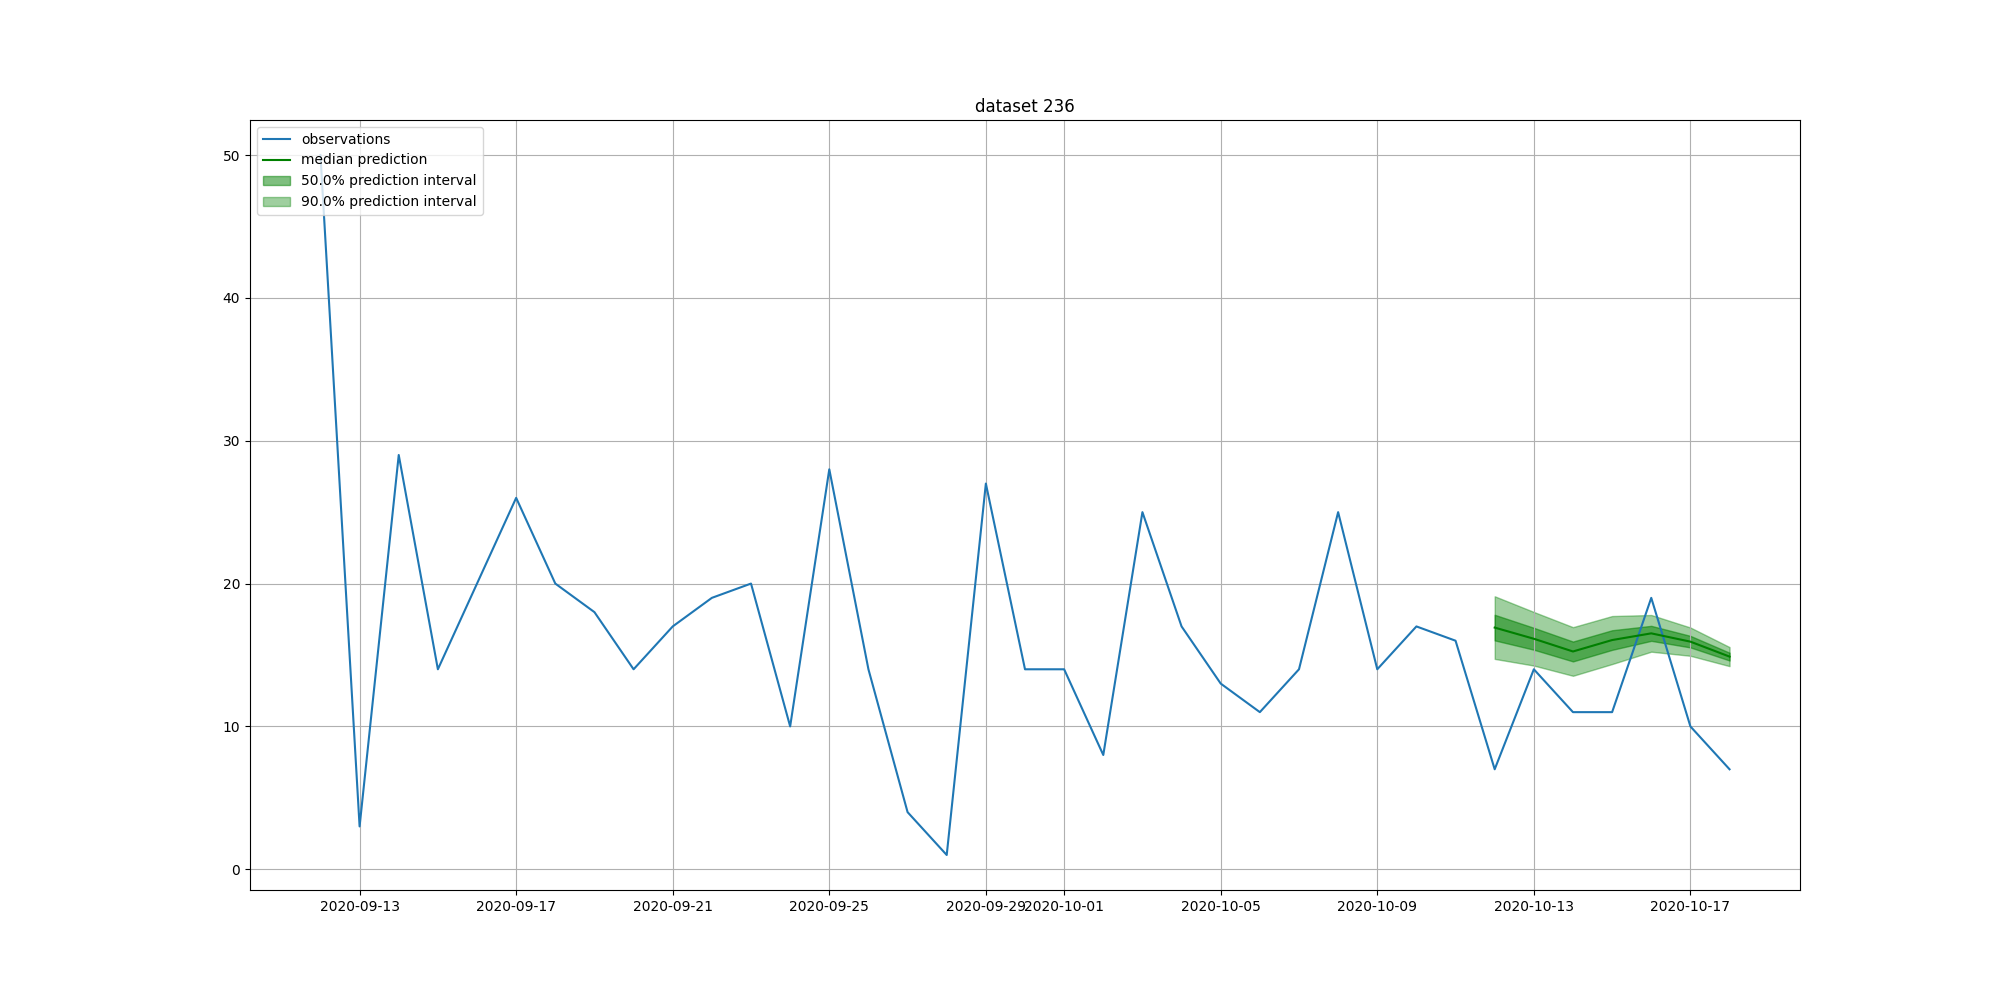 dataset 236
observations
median prediction
50.0% prediction interval
90.0% prediction interval
50
40
30
20
10
0
2020-09-13 2020-09-17 2020-09-21 2020-09-25 2020-09-29 2020-10-01 2020-10-05 2020-10-09 2020-10-13 2020-10-17